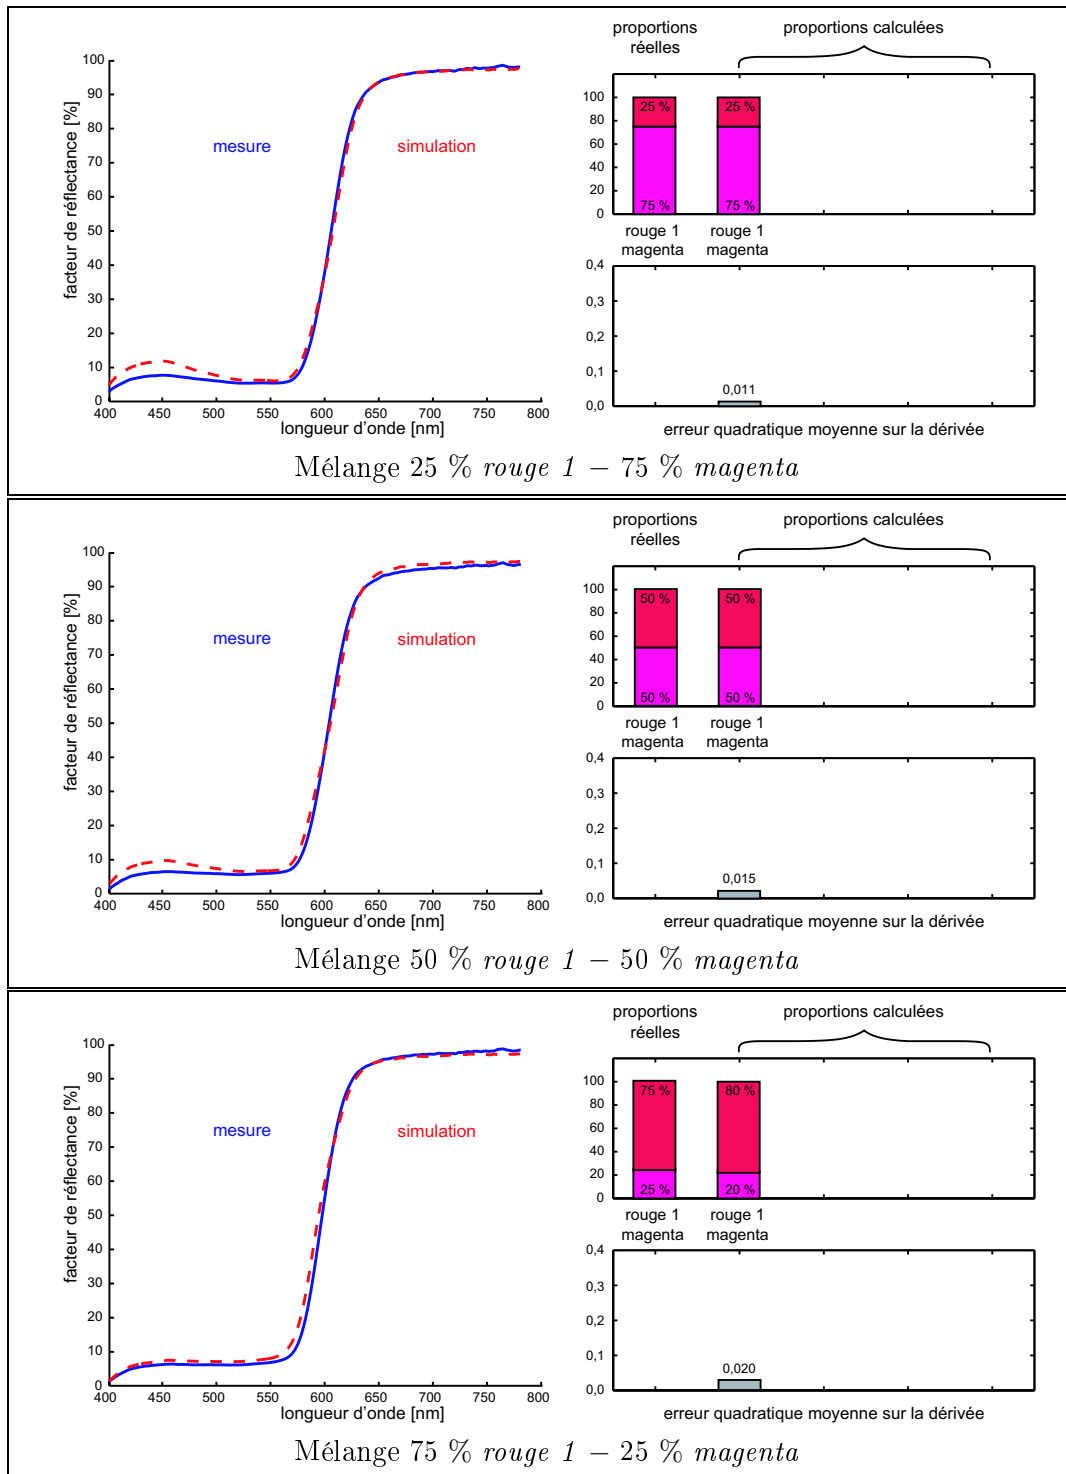 proportions
réelles
proportions calculées
facteur de réflectance [%]
100
90
80
70
60
50
40
30
20
10
0
mesure
simulation
400 450 500 550 600 650 700 750 800
longueur d'onde [nm]
100
80
60
40
20
0
25 % 25 %
75 % 75 %
rouge 1 rouge 1
magenta magenta
0,4
0,3
0,2
0,1
0,0
0,011
erreur quadratique moyenne sur la dérivée
Mélange 25 % rouge 1 – 75 % magenta
proportions
réelles
proportions calculées
facteur de réflectance [%]
100
90
80
70
60
50
40
30
20
10
0
mesure
simulation
400 450 500 550 600 650 700 750 800
longueur d'onde [nm]
100
80
60
40
20
0
50 % 50 %
50 % 50 %
rouge 1 rouge 1
magenta magenta
0,4
0,3
0,2
0,1
0,0
0,015
erreur quadratique moyenne sur la dérivée
Mélange 50 % rouge 1 – 50 % magenta
proportions
réelles
proportions calculées
facteur de réflectance [%]
100
90
80
70
60
50
40
30
20
10
0
mesure
simulation
400 450 500 550 600 650 700 750 800
longueur d'onde [nm]
100
80
60
40
20
0
75 % 80 %
25 % 20 %
rouge 1 rouge 1
magenta magenta
0,4
0,3
0,2
0,1
0,0
0,020
erreur quadratique moyenne sur la dérivée
Mélange 75 % rouge 1 – 25 % magenta